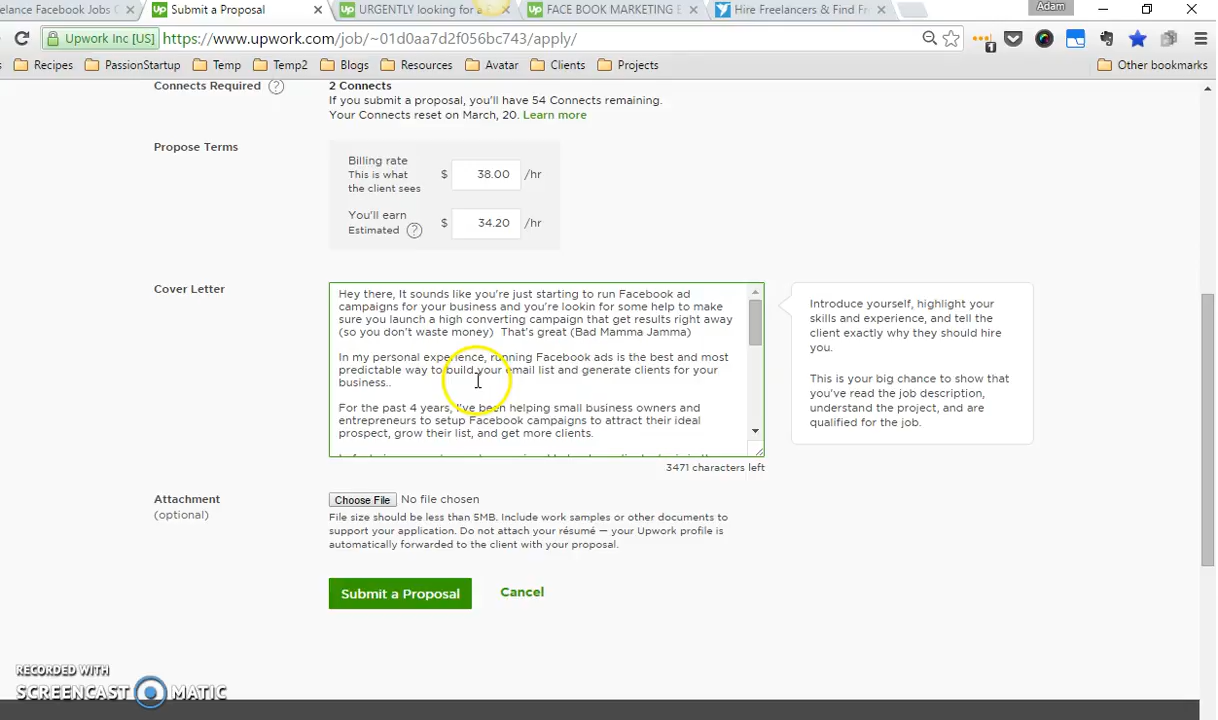 elance Facebook Jobs O
Submit a Proposal
URGENTLY looking for a
FACE BOOK MARKETING E
Hire Freelancers & Find Fr
Adam
Upwork Inc [US]
https://www.upwork.com/job/~01d0aa7d2f056bc743/apply/
1
s
Recipes
PassionStartup
Temp
Temp2
Blogs
Resources
Avatar
Clients
Projects
Other bookmarks
Connects Required ?
2 Connects
If you submit a proposal, you'll have 54 Connects remaining.
Your Connects reset on March, 20. Learn more
Propose Terms
Billing rate
This is what
the client sees
$ 38.00 /hr
You'll earn
Estimated ?
$ 34.20 /hr
Cover Letter
Hey there, It sounds like you're just starting to run Facebook ad
campaigns for your business and you're lookin for some help to make
sure you launch a high converting campaign that get results right away
(so you don't waste money)  That's great (Bad Mamma Jamma)
In my personal experience, running Facebook ads is the best and most
predictable way to build your email list and generate clients for your
business..
For the past 4 years, I've been helping small business owners and
entrepreneurs to setup Facebook campaigns to attract their ideal
prospect, grow their list, and get more clients.
3471 characters left
Introduce yourself, highlight your
skills and experience, and tell the
client exactly why they should hire
you.
This is your big chance to show that
you've read the job description,
understand the project, and are
qualified for the job.
Attachment
(optional)
Choose File No file chosen
File size should be less than 5MB. Include work samples or other documents to
support your application. Do not attach your résumé — your Upwork profile is
automatically forwarded to the client with your proposal.
Submit a Proposal
Cancel
RECORDED WITH
SCREENCAST MATIC